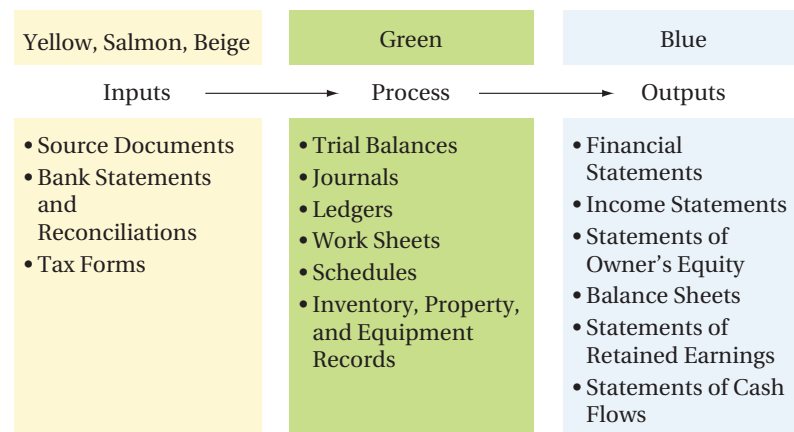 Yellow, Salmon, Beige
Green
Blue
Inputs
Process
Outputs
• Source Documents
• Bank Statements
and
Reconciliations
• Tax Forms
• Trial Balances
• Journals
• Ledgers
• Work Sheets
• Schedules
• Inventory, Property,
and Equipment
Records
• Financial
Statements
• Income Statements
• Statements of
Owner’s Equity
• Balance Sheets
• Statements of
Retained Earnings
• Statements of Cash
Flows